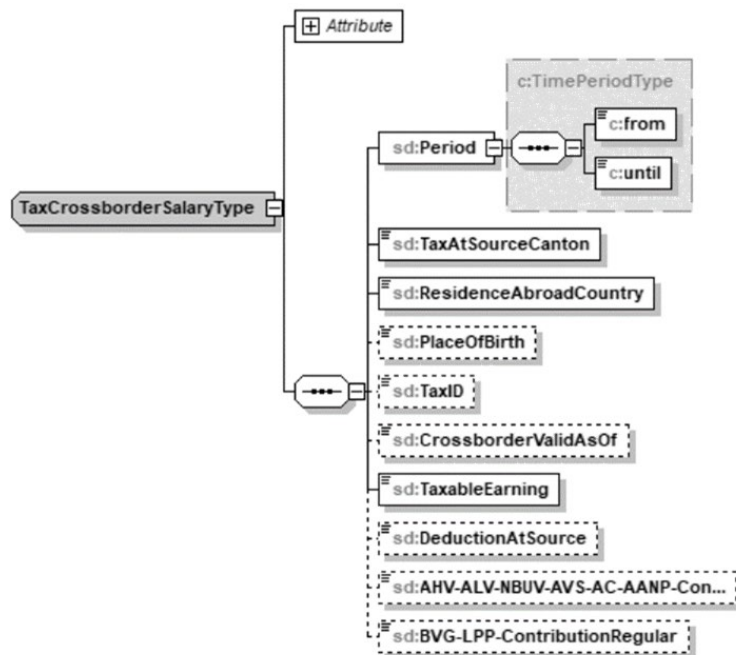 Attribute
c:TimePeriodType
c:from
sd:Period
c:until
TaxCrossborderSalaryType
sd:TaxAtSourceCanton
sd:ResidenceAbroadCountry
sd:PlaceOfBirth
sd:TaxID
sd:CrossborderValidAsOf
sd:TaxableEarning
sd:DeductionAtSource
sd:AHV-ALV-NBUV-AVS-AC-AANP-Con...
sd:BVG-LPP-ContributionRegular